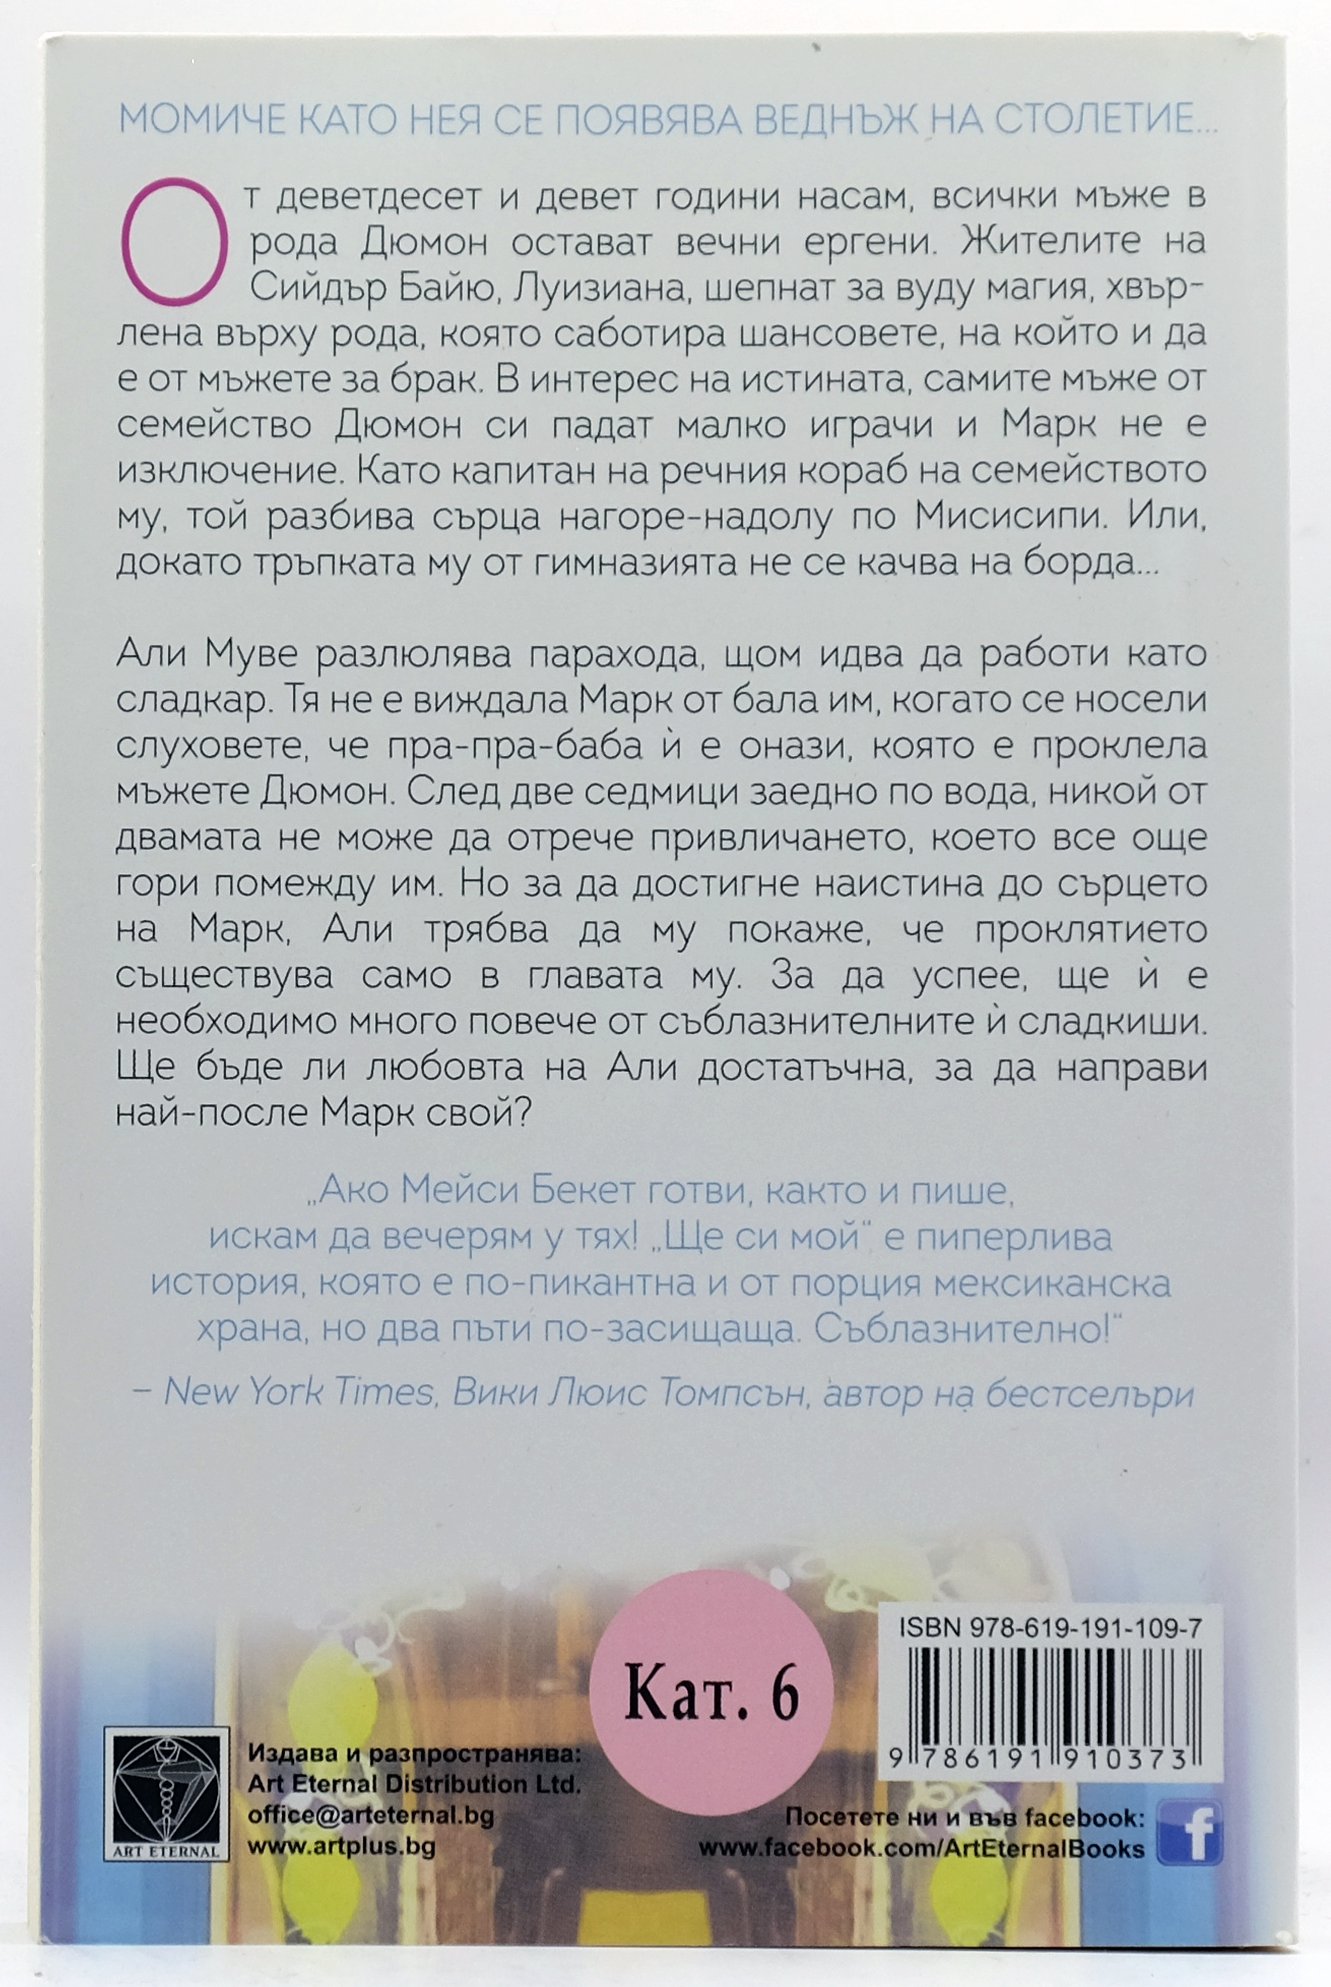 МОМИЧЕ КАТО НЕЯ СЕ ПОЯВЯВА ВЕДНЪЖ НА СТОЛЕТИЕ...
От деветдесет и девет години насам, всички мъже в
рода Дюмон остават вечни ергени. Жителите на
Сийдър Байю, Луизиана, шепнат за вуду магия, хвър-
лена върху рода, която саботира шансовете, на който и да
е от мъжете за брак. В интерес на истината, самите мъже от
семейство Дюмон си падат малко играчи и Марк не е
изключение. Като капитан на речния кораб на семейството
му, той разбива сърца нагоре-надолу по Мисисипи. Или,
докато тръпката му от гимназията не се качва на борда...
Али Муве разлюлява парахода, щом идва да работи като
сладкар. Тя не е виждала Марк от бала им, когато се носели
слуховете, че пра-пра-баба ѝ е онази, която е проклела
мъжете Дюмон. След две седмици заедно по вода, никой от
двамата не може да отрече привличането, което все още
гори помежду им. Но за да достигне наистина до сърцето
на Марк, Али трябва да му покаже, че проклятието
съществува само в главата му. За да успее, ще ѝ е
необходимо много повече от съблазнителните ѝ сладкиши.
Ще бъде ли любовта на Али достатъчна, за да направи
най-после Марк свой?
„Ако Мейси Бекет готви, както и пише,
искам да вечерям у тях! „Ще си мой“ е пиперлива
история, която е по-пикантна и от порция мексиканска
храна, но два пъти по-засищаща. Съблазнително!“
– New York Times, Вики Люис Томпсън, автор на бестселъри
Кат. 6
ISBN 978-619-191-109-7
9 786191 910373
ART ETERNAL
Издава и разпространява:
Art Eternal Distribution Ltd.
office@arteternal.bg
www.artplus.bg
Посетете ни и във facebook:
www.facebook.com/ArtEternalBooks
f